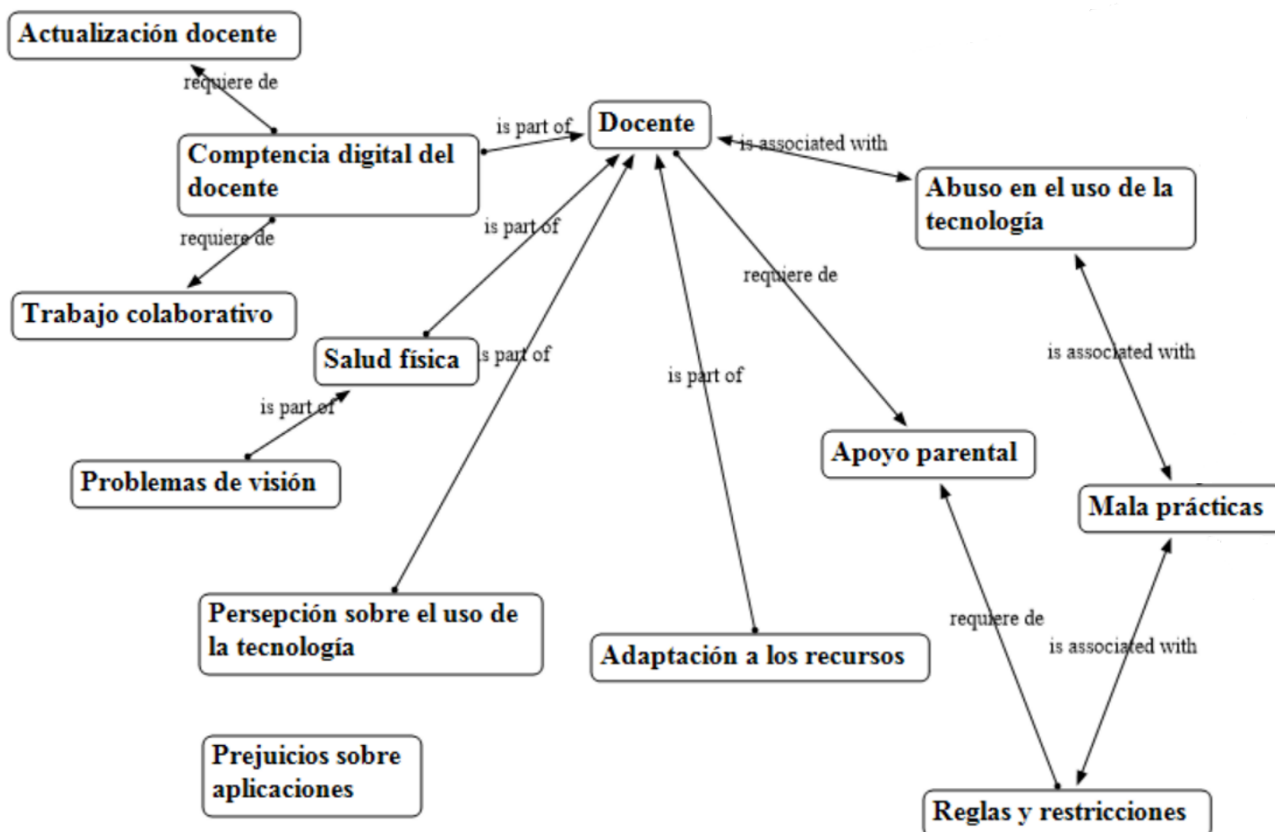 Actualización docente
requiere de
Comptencia digital del
docente
is part of
Docente
is associated with
Abuso en el uso de la
tecnología
requiere de
is part of
requiere de
Trabajo colaborativo
Salud física
is part of
is part of
is associated with
is part of
Problemas de visión
Apoyo parental
Mala prácticas
Persepción sobre el uso de
la tecnología
Adaptación a los recursos
requiere de
is associated with
Prejuicios sobre
aplicaciones
Reglas y restricciones